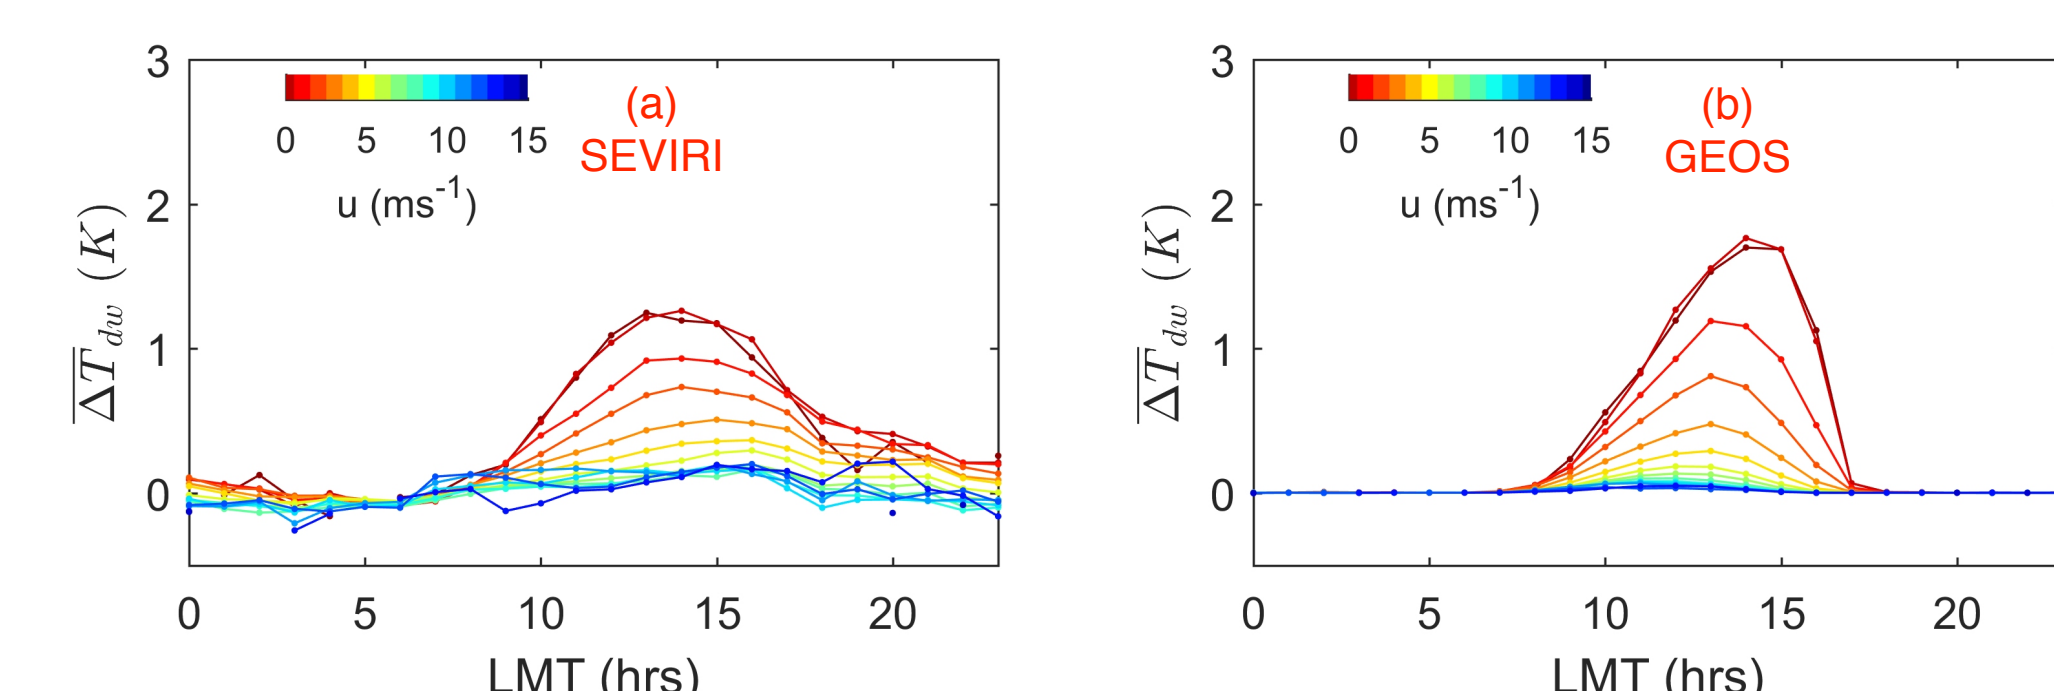 3
2
1
0
0 5 10 15
u (ms⁻¹)
(a)
SEVIRI
ΔT̅_dw (K)
0 5 10 15 20
LMT (hrs)
3
2
1
0
0 5 10 15
u (ms⁻¹)
(b)
GEOS
ΔT̅_dw (K)
0 5 10 15 20
LMT (hrs)